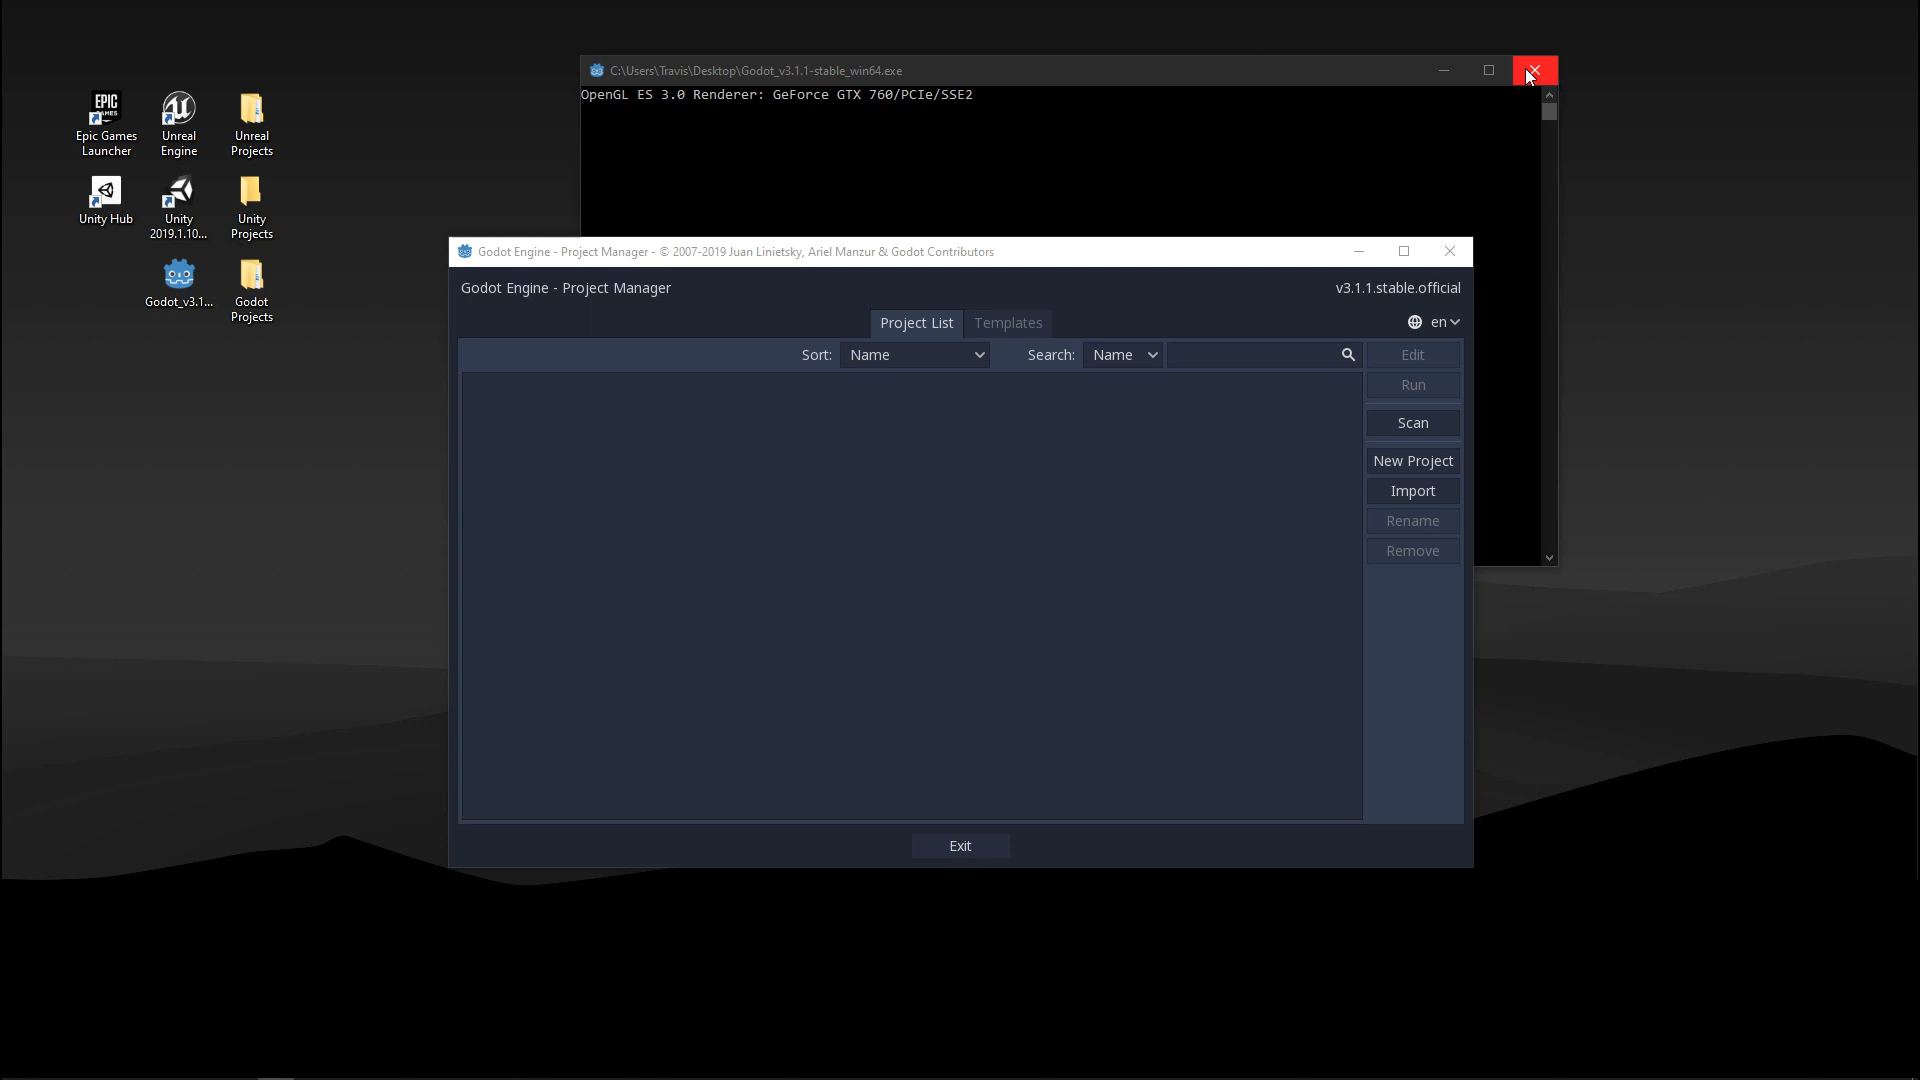 C:\Users\Travis\Desktop\Godot_v3.1.1-stable_win64.exe
OpenGL ES 3.0 Renderer: GeForce GTX 760/PCIe/SSE2
EPIC GAMES
Epic Games
Launcher
Unreal
Engine
Unreal
Projects
Unity Hub
Unity
2019.1.10...
Unity
Projects
Godot_v3.1...
Godot
Projects
Godot Engine - Project Manager - © 2007-2019 Juan Linietsky, Ariel Manzur & Godot Contributors
Godot Engine - Project Manager
v3.1.1.stable.official
Project List
Templates
en
Sort:
Name
Search:
Name
Edit
Run
Scan
New Project
Import
Rename
Remove
Exit